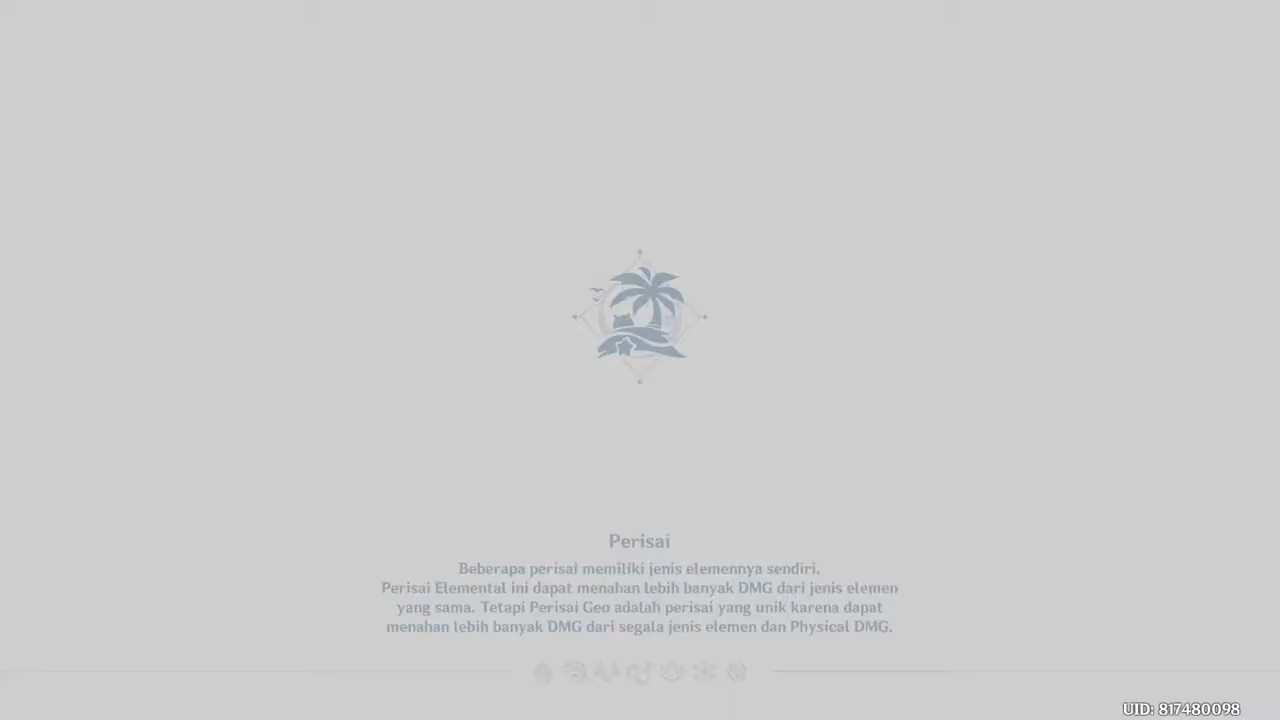 Perisai
Beberapa perisai memiliki jenis elemennya sendiri.
Perisai Elemental ini dapat menahan lebih banyak DMG dari jenis elemen
yang sama. Tetapi Perisai Geo adalah perisai yang unik karena dapat
menahan lebih banyak DMG dari segala jenis elemen dan Physical DMG.
UID: 817480098